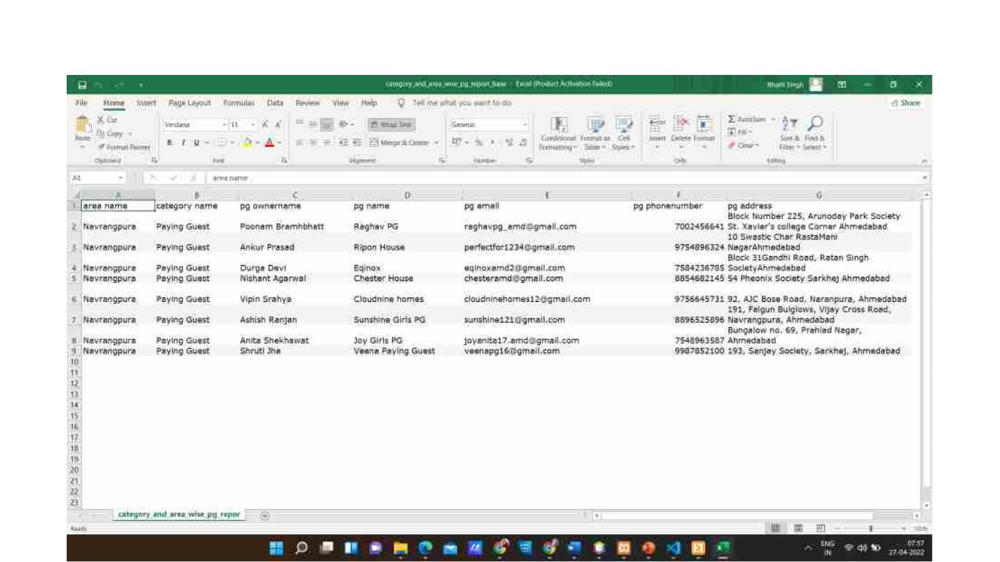 category_and_area_wise_pg_report_base - Excel (Product Activation Failed)
Bharti Singh
File Home Insert Page Layout Formulas Data Review View Help Tell me what you want to do
Share
Cut
Copy
Format Painter
Paste
Clipboard
Verdana 11
B I U
Font
Wrap Text
Merge & Center
Alignment
General
Number
Conditional Formatting
Format as Table
Cell Styles
Styles
Insert Delete Format
Cells
AutoSum
Fill
Clear
Sort & Filter
Find & Select
Editing
A1 area name
A B C D E F G
1 area name category name pg ownername pg name pg email pg phonenumber pg address
Block Number 225, Arunoday Park Society
2 Navrangpura Paying Guest Poonam Bramhbhatt Raghav PG raghavpg_amd@gmail.com 7002456641 St. Xavier's college Corner Ahmedabad
10 Swastic Char RastaMani
3 Navrangpura Paying Guest Ankur Prasad Ripon House perfectfor1234@gmail.com 9754896324 NagarAhmedabad
Block 31Gandhi Road, Ratan Singh
4 Navrangpura Paying Guest Durga Devi Eqinox eqinoxamd2@gmail.com 7584236785 SocietyAhmedabad
5 Navrangpura Paying Guest Nishant Agarwal Chester House chesteramd@gmail.com 8854682145 54 Pheonix Society Sarkhej Ahmedabad
6 Navrangpura Paying Guest Vipin Srahya Cloudnine homes cloudninehomes12@gmail.com 9756645731 92, AJC Bose Road, Naranpura, Ahmedabad
191, Falgun Bulglows, Vijay Cross Road,
7 Navrangpura Paying Guest Ashish Ranjan Sunshine Girls PG sunshine121@gmail.com 8896525896 Navrangpura, Ahmedabad
Bungalow no. 69, Prahlad Nagar,
8 Navrangpura Paying Guest Anita Shekhawat Joy Girls PG joyanita17.amd@gmail.com 7548963587 Ahmedabad
9 Navrangpura Paying Guest Shruti Jha Veena Paying Guest veenapg16@gmail.com 9987852100 193, Sanjay Society, Sarkhej, Ahmedabad
10
11
12
13
14
15
16
17
18
19
20
21
22
23
category_and_area_wise_pg_repor
Ready
100%
ENG
IN
07:57
27-04-2022